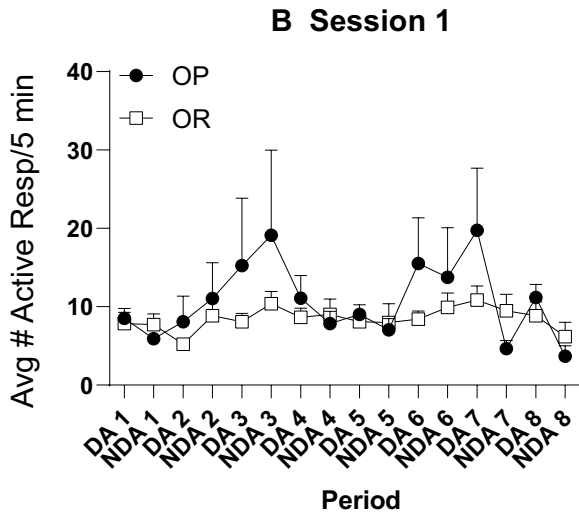 B Session 1
Avg # Active Resp/5 min
40
30
20
10
0
OP
OR
DA 1
NDA 1
DA 2
NDA 2
DA 3
NDA 3
DA 4
NDA 4
DA 5
NDA 5
DA 6
NDA 6
DA 7
NDA 7
DA 8
NDA 8
Period